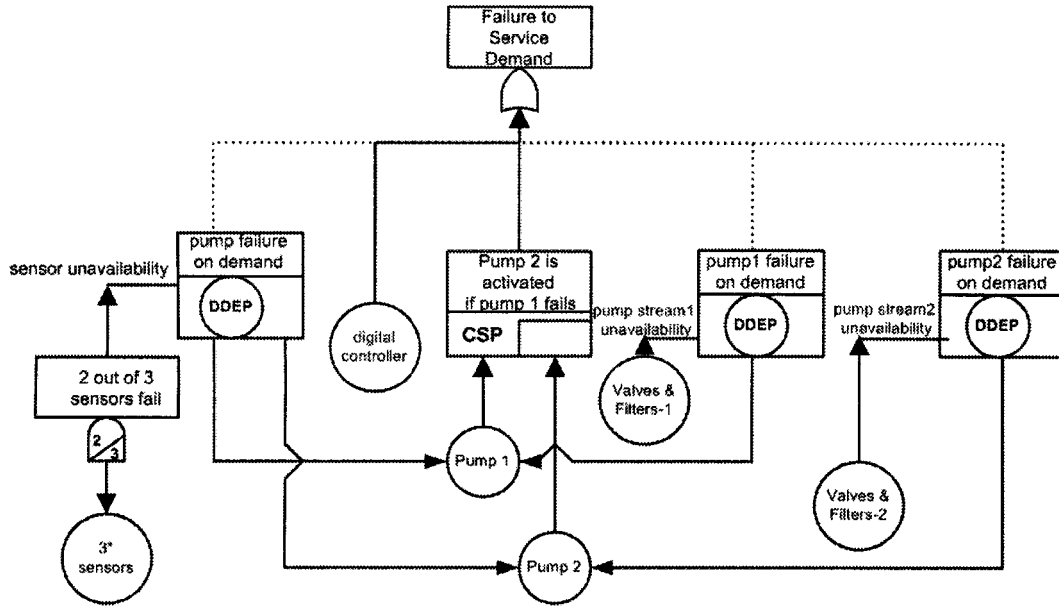 Failure to
Service
Demand
pump failure
on demand
sensor unavailability
DDEP
Pump 2 is
activated
if pump 1 fails
CSP
pump1 failure
on demand
DDEP
pump2 failure
on demand
DDEP
pump stream1
unavailability
pump stream2
unavailability
digital
controller
2 out of 3
sensors fail
2
3
Valves &
Filters-1
Pump 1
Valves &
Filters-2
3*
sensors
Pump 2